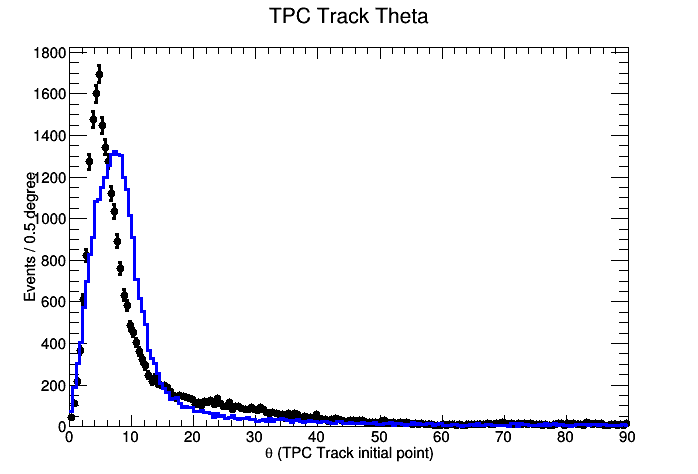 TPC Track Theta
Events / 0.5 degree
1800
1600
1400
1200
1000
800
600
400
200
0
0 10 20 30 40 50 60 70 80 90
θ (TPC Track initial point)